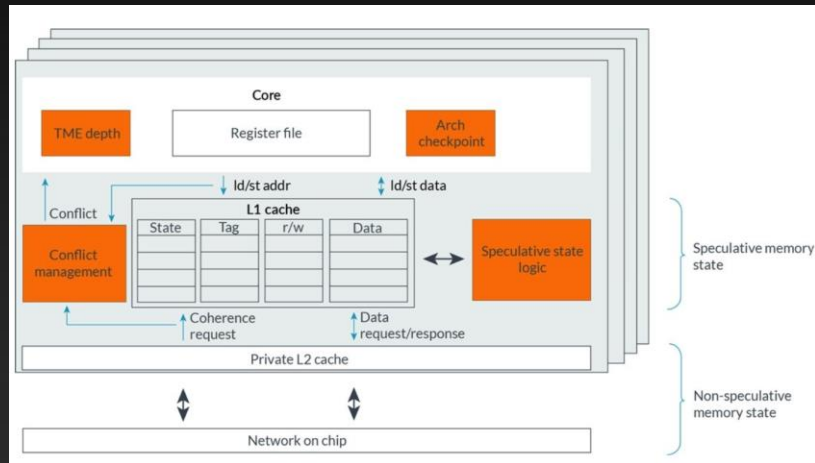 Core
TME depth
Register file
Arch
checkpoint
ld/st addr
ld/st data
Conflict
L1 cache
State
Tag
r/w
Data
Conflict
management
Speculative state
logic
Speculative memory
state
Coherence
request
Data
request/response
Private L2 cache
Non-speculative
memory state
Network on chip